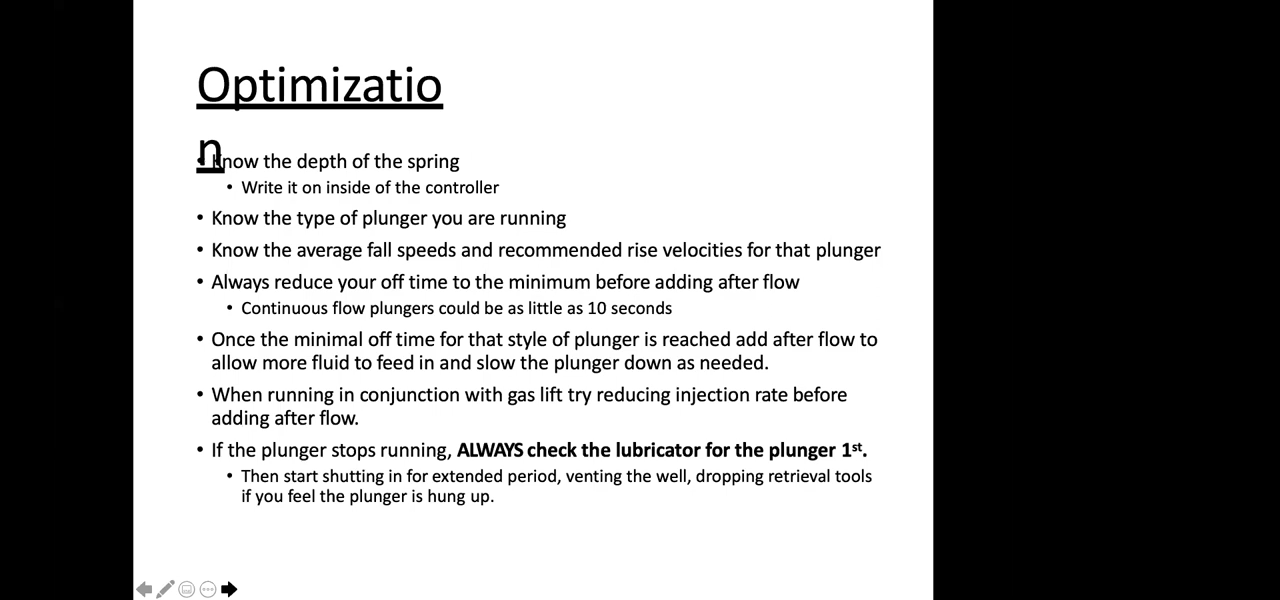 Optimizatio
n
• Know the depth of the spring
• Write it on inside of the controller
• Know the type of plunger you are running
• Know the average fall speeds and recommended rise velocities for that plunger
• Always reduce your off time to the minimum before adding after flow
• Continuous flow plungers could be as little as 10 seconds
• Once the minimal off time for that style of plunger is reached add after flow to
allow more fluid to feed in and slow the plunger down as needed.
• When running in conjunction with gas lift try reducing injection rate before
adding after flow.
• If the plunger stops running, ALWAYS check the lubricator for the plunger 1st.
• Then start shutting in for extended period, venting the well, dropping retrieval tools
if you feel the plunger is hung up.